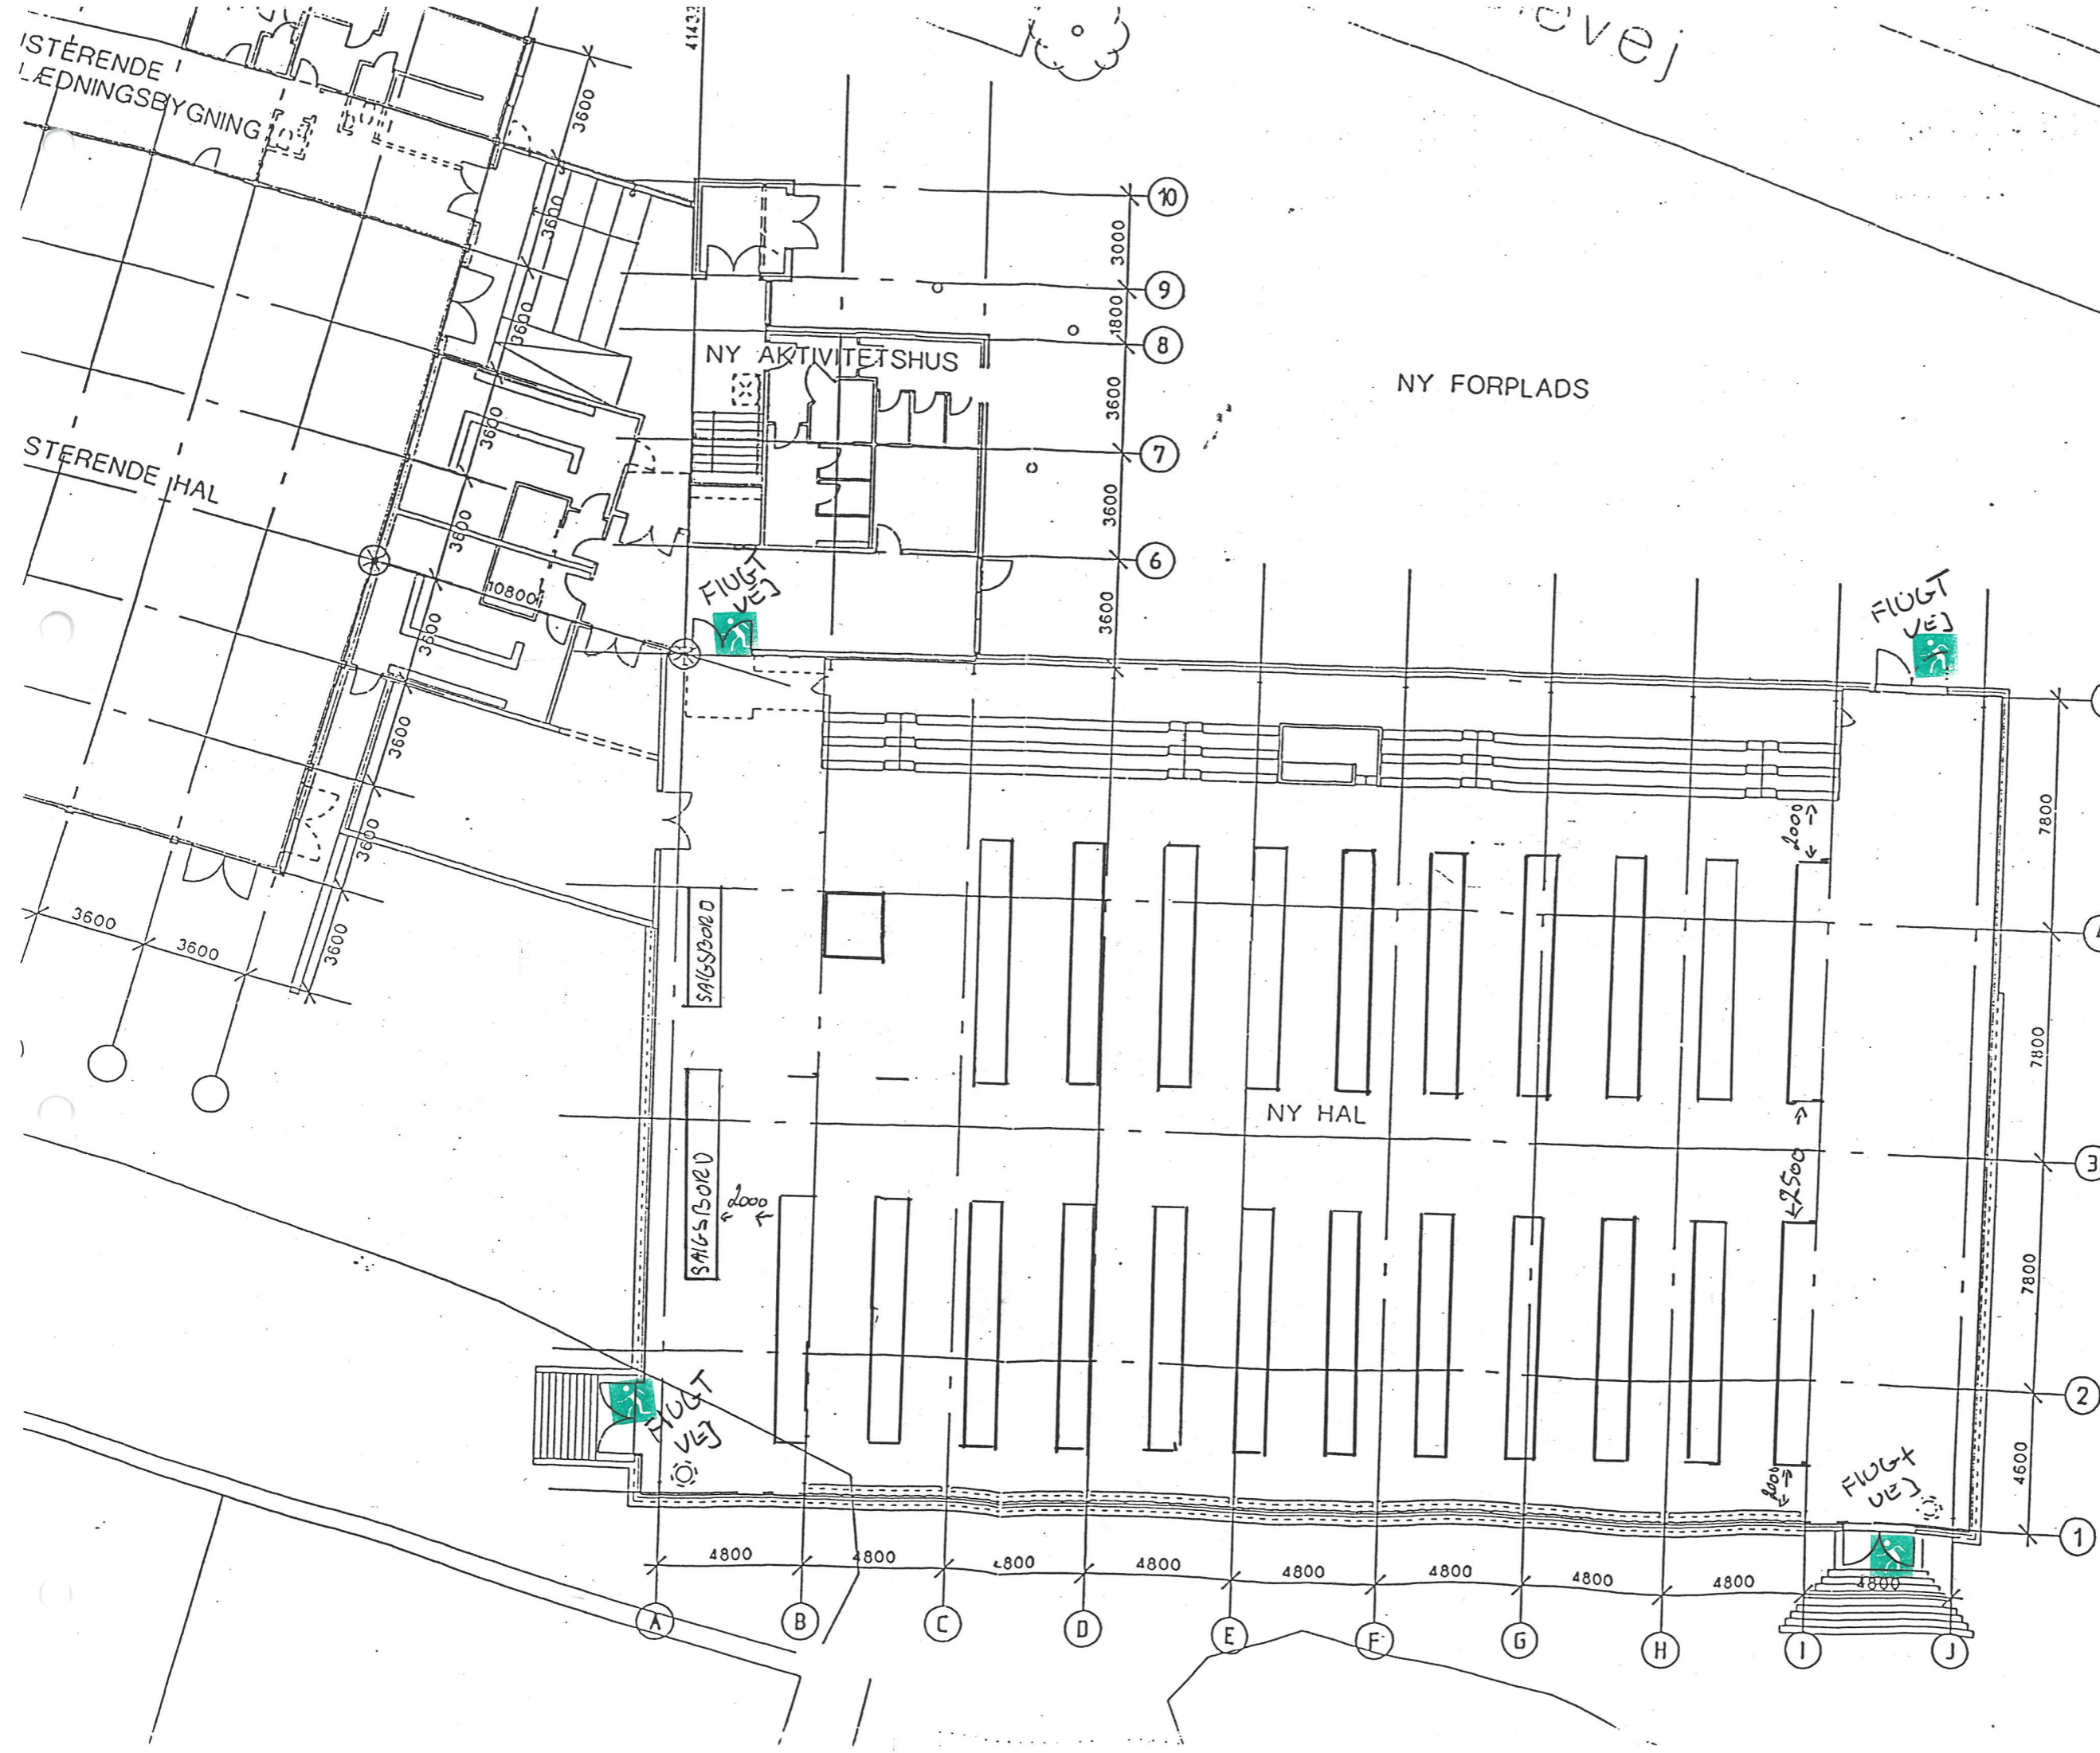 evej
4143
STERENDE
LÆDNINGSBYGNING
3600
10
3000
3600
9
1800
3600
8
NY AKTIVITETSHUS
NY FORPLADS
3600
3600
7
STERENDE HAL
3600
3600
6
FlUGT
VEJ
10800
3600
3600
FlUGT
VEJ
3600
7800
2000
3600
SAlGSBORD
3600
3600
3600
7800
NY HAL
3
2500
SAlGSBORD
2000
7800
2
FlUGT
VEJ
4600
2000
FlUGT
VEJ
1
4800
4800
4800
4800
4800
4800
4800
4800
4800
A
B
C
D
E
F
G
H
I
J